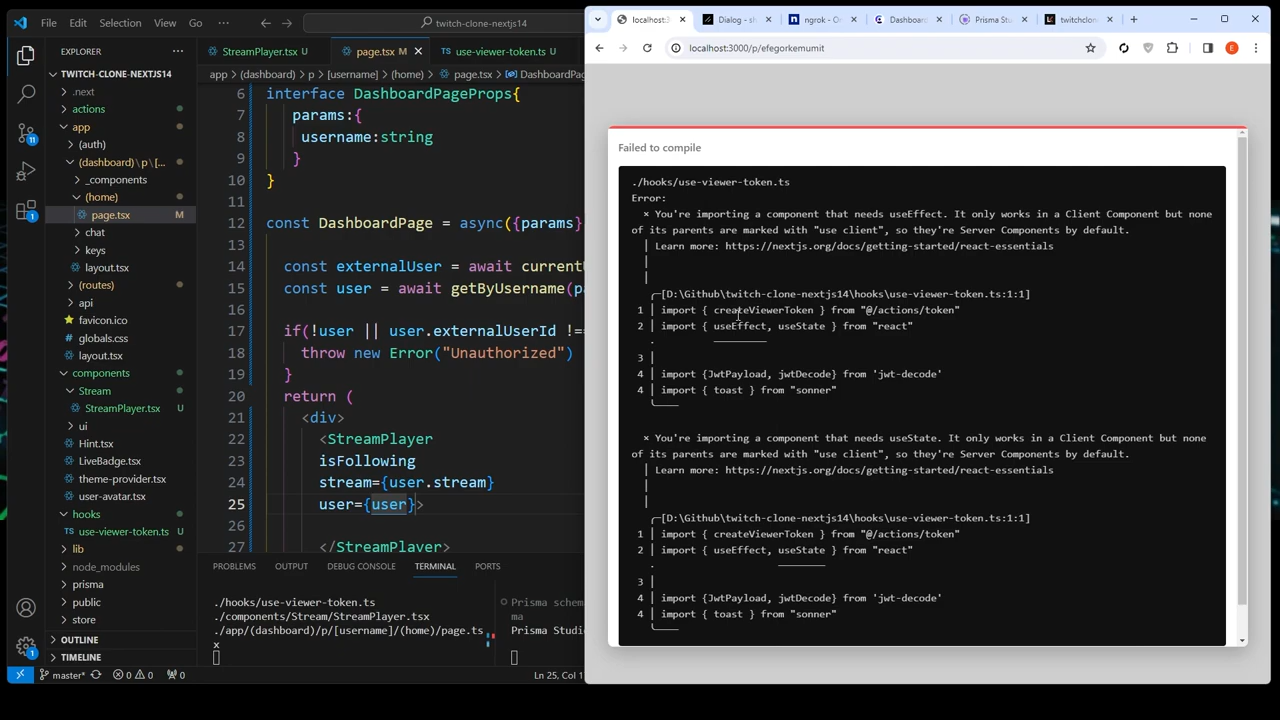 File Edit Selection View Go ··· twitch-clone-nextjs14
EXPLORER ···
TWITCH-CLONE-NEXTJS14
.next
actions
app
(auth)
(dashboard)\p\[...
_components
(home)
page.tsx M
chat
keys
layout.tsx
(routes)
api
favicon.ico
globals.css
layout.tsx
components
Stream
StreamPlayer.tsx U
ui
Hint.tsx
LiveBadge.tsx
theme-provider.tsx
user-avatar.tsx
hooks
use-viewer-token.ts U
lib
node_modules
prisma
public
store
OUTLINE
TIMELINE
11
1
1
master* 0 0 0
StreamPlayer.tsx U page.tsx M use-viewer-token.ts U
app > (dashboard) > p > [username] > (home) > page.tsx > DashboardPa
6 interface DashboardPageProps{
7 params:{
8 username:string
9 }
10 }
11
12 const DashboardPage = async({params}
13
14 const externalUser = await currentU
15 const user = await getByUsername(pa
16
17 if(!user || user.externalUserId !==
18 throw new Error("Unauthorized")
19 }
20 return (
21 <div>
22 <StreamPlayer
23 isFollowing
24 stream={user.stream}
25 user={user}>
26
27 </StreamPlayer>
PROBLEMS OUTPUT DEBUG CONSOLE TERMINAL PORTS
./hooks/use-viewer-token.ts
./components/Stream/StreamPlayer.tsx
./app/(dashboard)/p/[username]/(home)/page.ts
x
Prisma schem
ma
Prisma Studi
Ln 25, Col 1
localhost: Dialog - sh ngrok - O Dashboard Prisma Stu twitchclon
localhost:3000/p/efegorkemumit
E
Failed to compile
./hooks/use-viewer-token.ts
Error:
× You're importing a component that needs useEffect. It only works in a Client Component but none
of its parents are marked with "use client", so they're Server Components by default.
│ Learn more: https://nextjs.org/docs/getting-started/react-essentials
│
│
╭─[D:\Github\twitch-clone-nextjs14\hooks\use-viewer-token.ts:1:1]
1 │ import { createViewerToken } from "@/actions/token"
2 │ import { useEffect, useState } from "react"
· ─────────
3 │
4 │ import {JwtPayload, jwtDecode} from 'jwt-decode'
4 │ import { toast } from "sonner"
╰────
× You're importing a component that needs useState. It only works in a Client Component but none
of its parents are marked with "use client", so they're Server Components by default.
│ Learn more: https://nextjs.org/docs/getting-started/react-essentials
│
│
╭─[D:\Github\twitch-clone-nextjs14\hooks\use-viewer-token.ts:1:1]
1 │ import { createViewerToken } from "@/actions/token"
2 │ import { useEffect, useState } from "react"
· ────────
3 │
4 │ import {JwtPayload, jwtDecode} from 'jwt-decode'
4 │ import { toast } from "sonner"
╰────